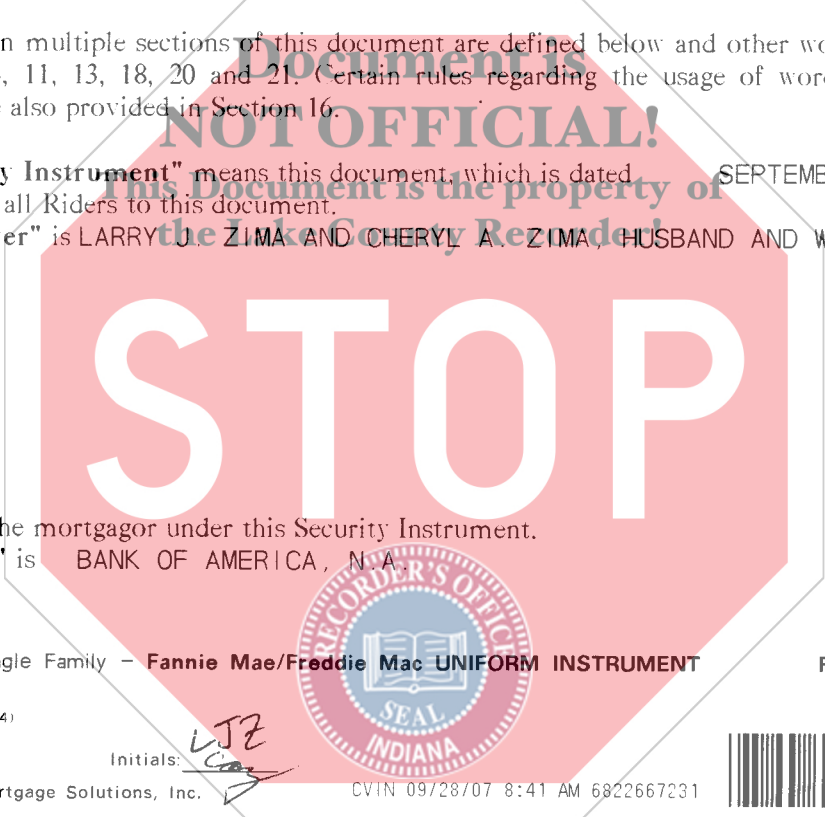 n multiple sections of this document are defined below and other wo
, 11, 13, 18, 20 and 21. Certain rules regarding the usage of wor
also provided in Section 16.
Document is
NOT OFFICIAL!
This Document is the property of
the Lake County Recorder!
y Instrument" means this document, which is dated SEPTEMB
all Riders to this document.
er" is LARRY J. ZIMA AND CHERYL A. ZIMA, HUSBAND AND W
STOP
he mortgagor under this Security Instrument.
" is BANK OF AMERICA, N.A.
RECORDER'S OFFICE
SEAL
INDIANA
gle Family – Fannie Mae/Freddie Mac UNIFORM INSTRUMENT
4)
Initials: LJZ
rtgage Solutions, Inc.
CVIN 09/28/07 8:41 AM 6822667231